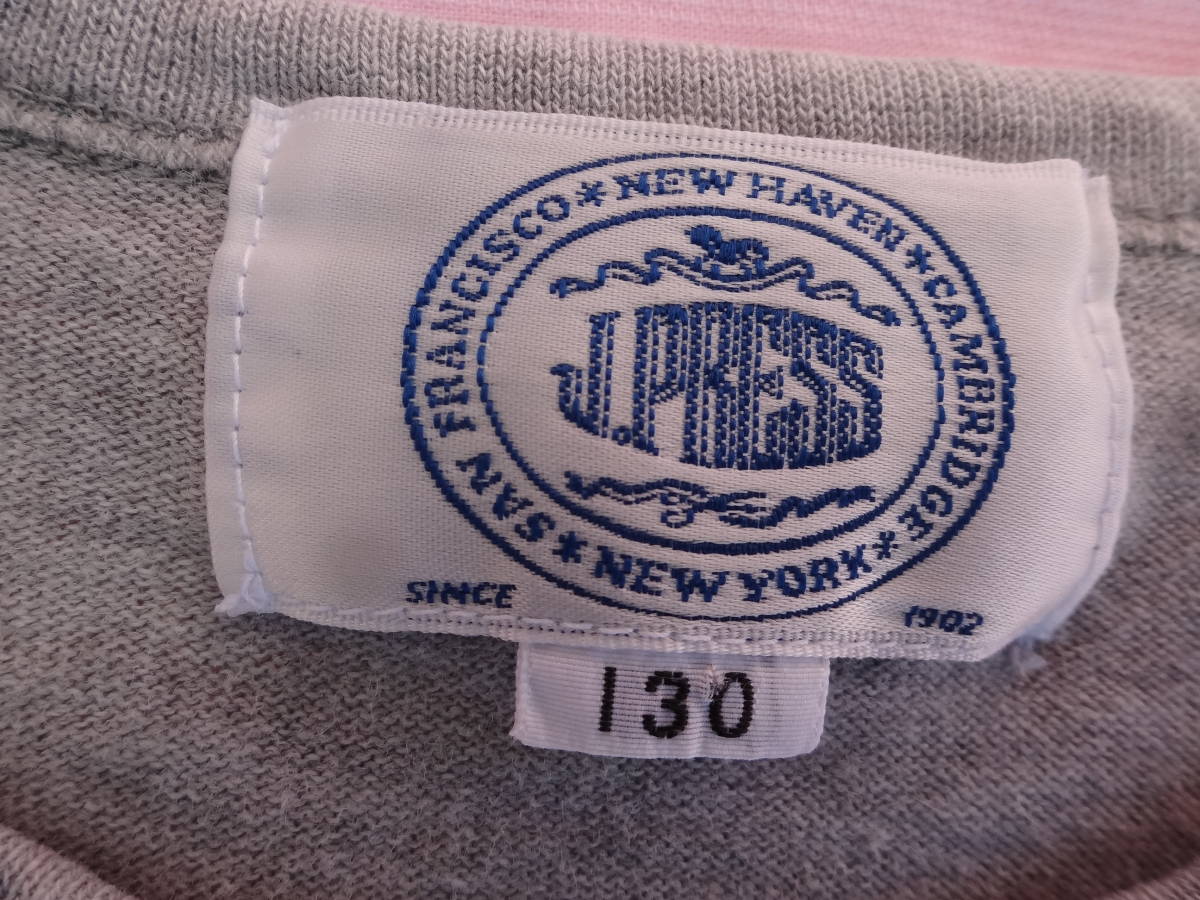 SAN FRANCISCO * NEW HAVEN * CAMBRIDGE * NEW YORK *
J.PRESS
SINCE 1902
130